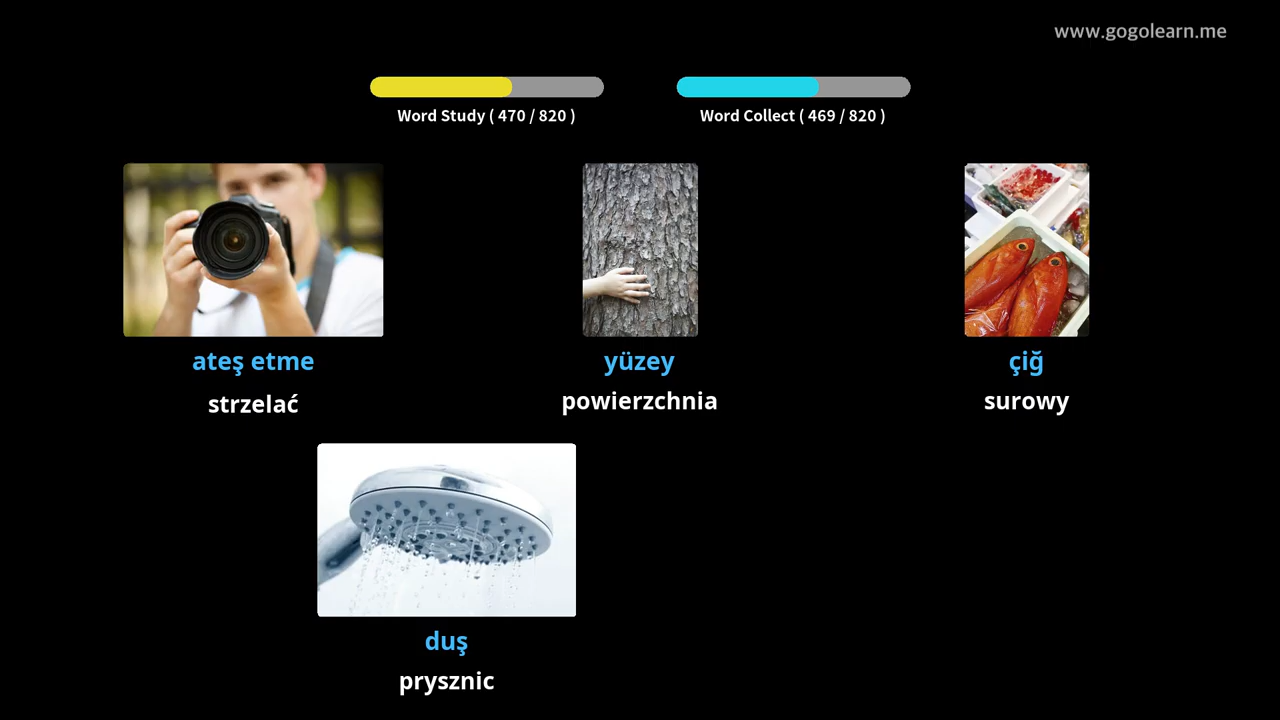 www.gogolearn.me
Word Study ( 470 / 820 )
Word Collect ( 469 / 820 )
ateş etme
strzelać
yüzey
powierzchnia
çiğ
surowy
duş
prysznic